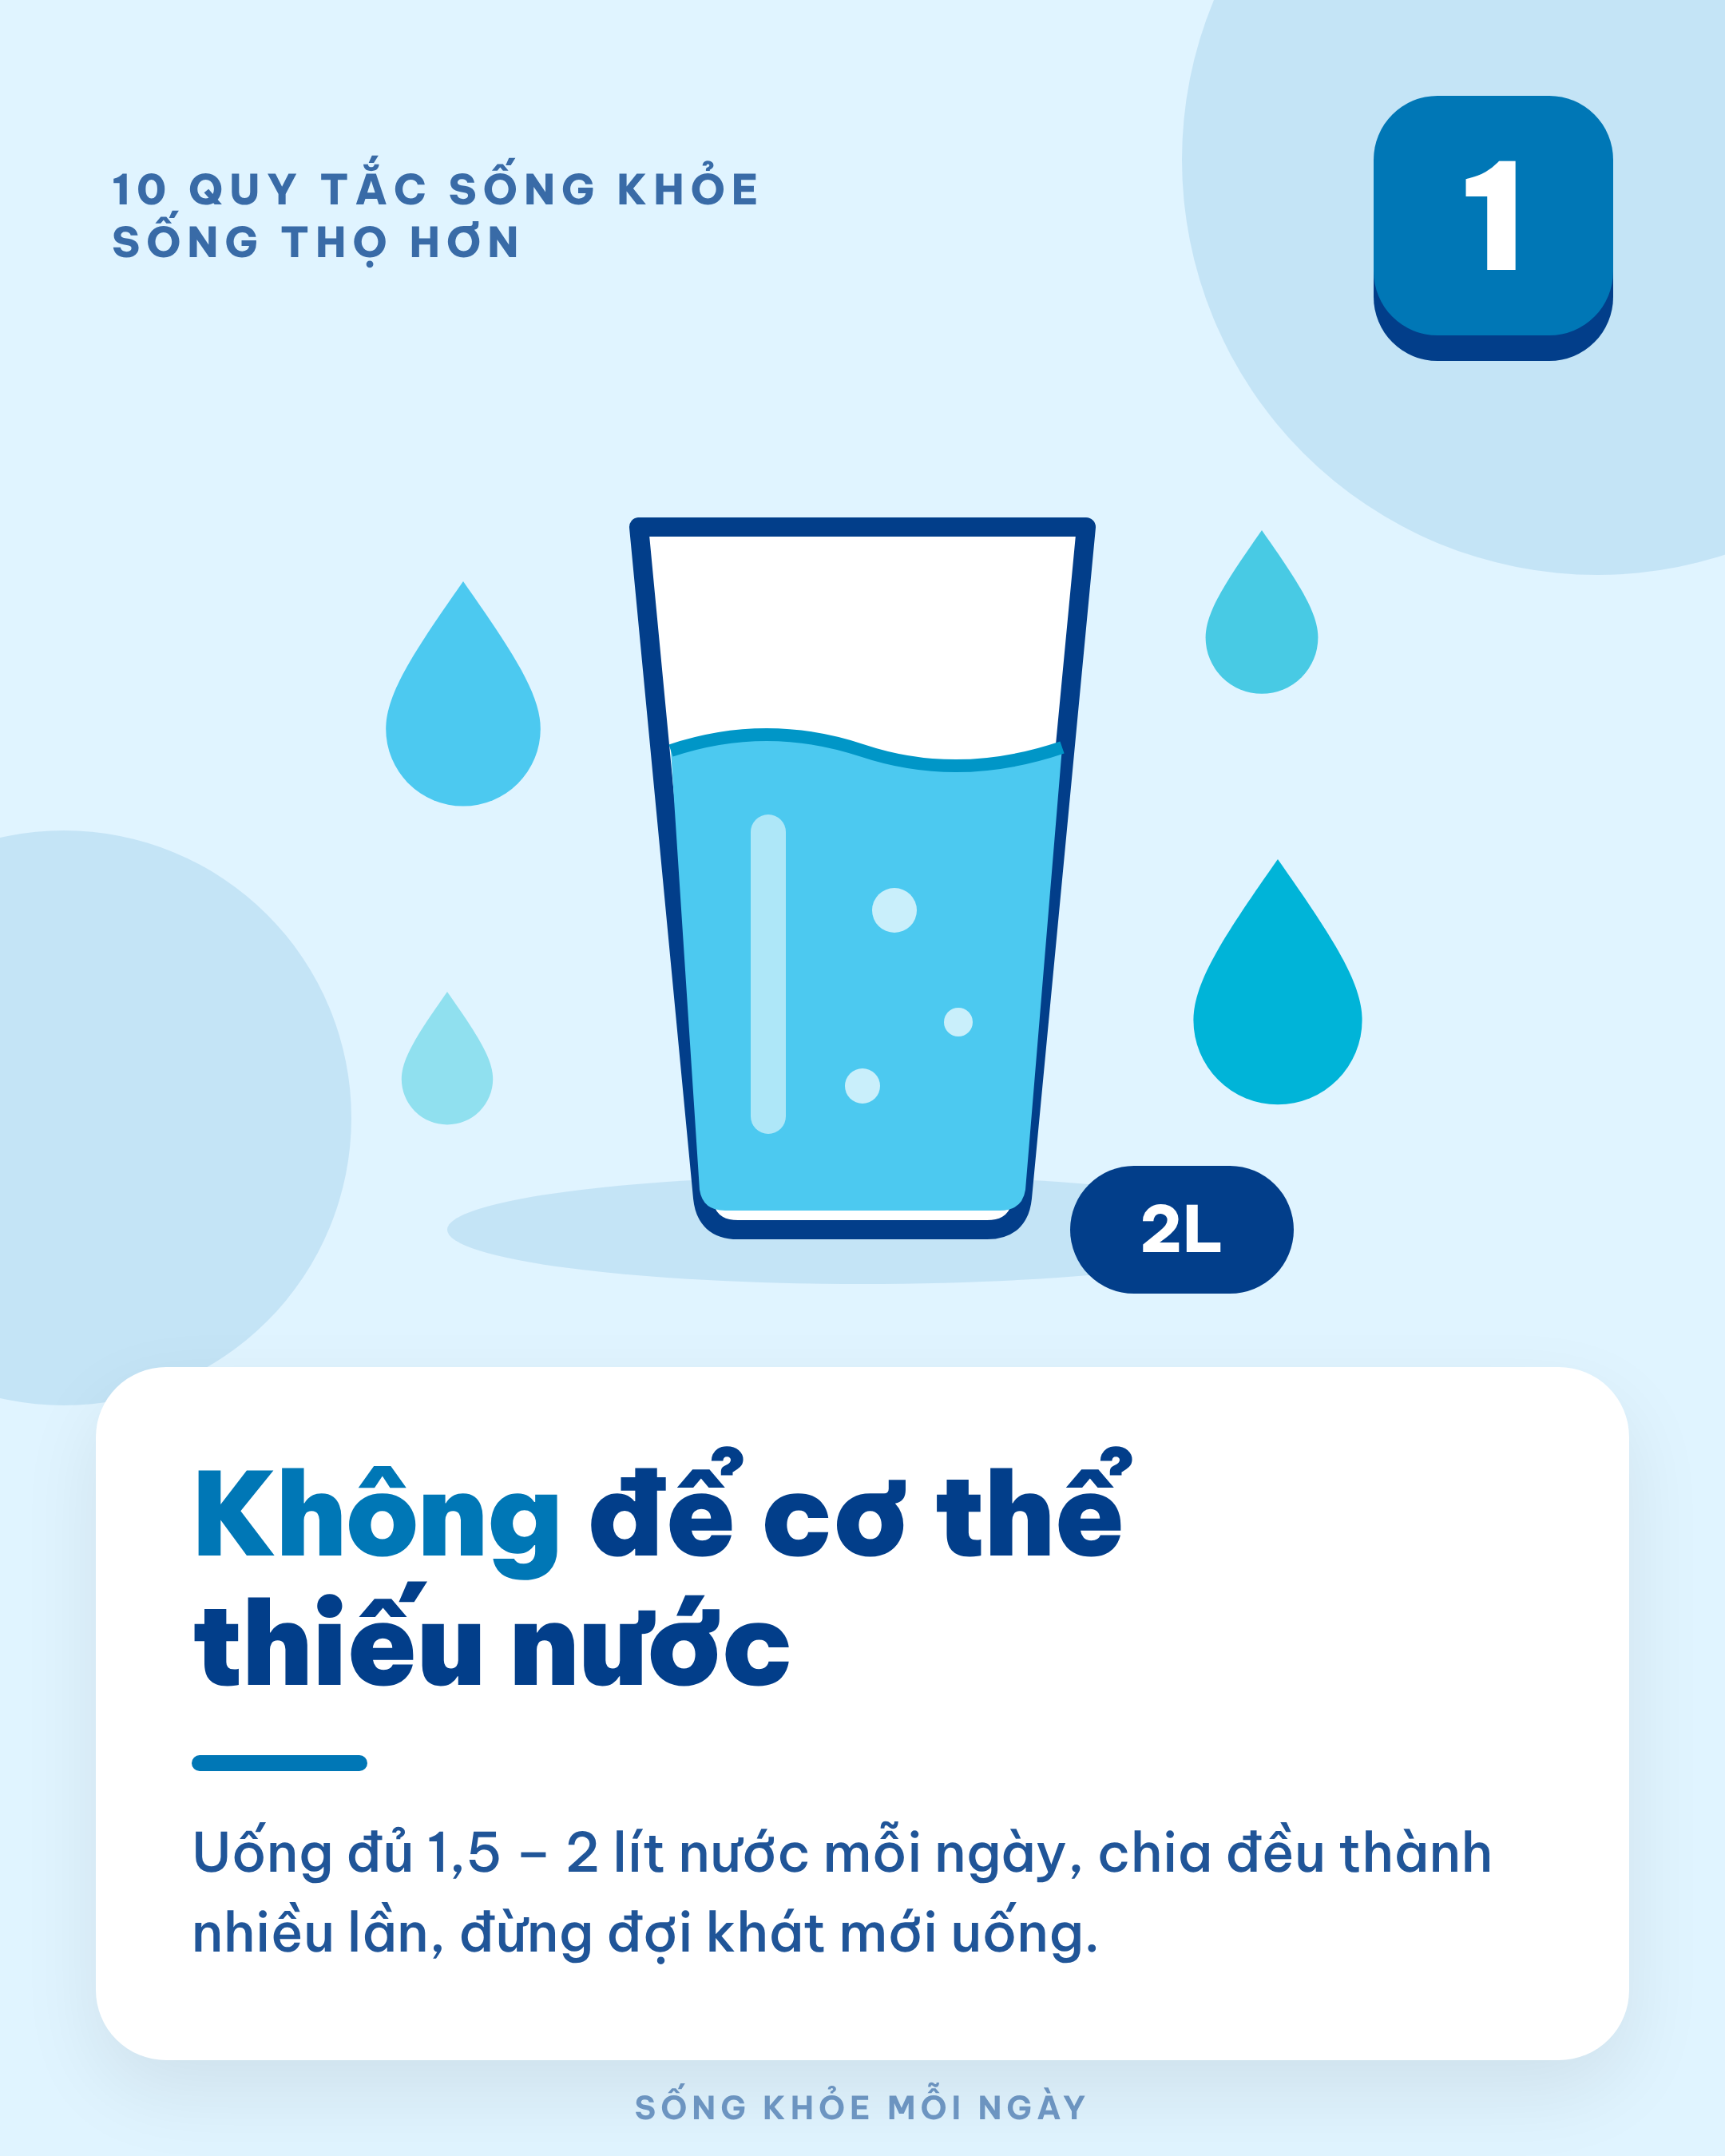 10 QUY TẮC SỐNG KHỎE
SỐNG THỌ HƠN
1
2L
Không để cơ thể
thiếu nước
Uống đủ 1,5 – 2 lít nước mỗi ngày, chia đều thành
nhiều lần, đừng đợi khát mới uống.
SỐNG KHỎE MỖI NGÀY